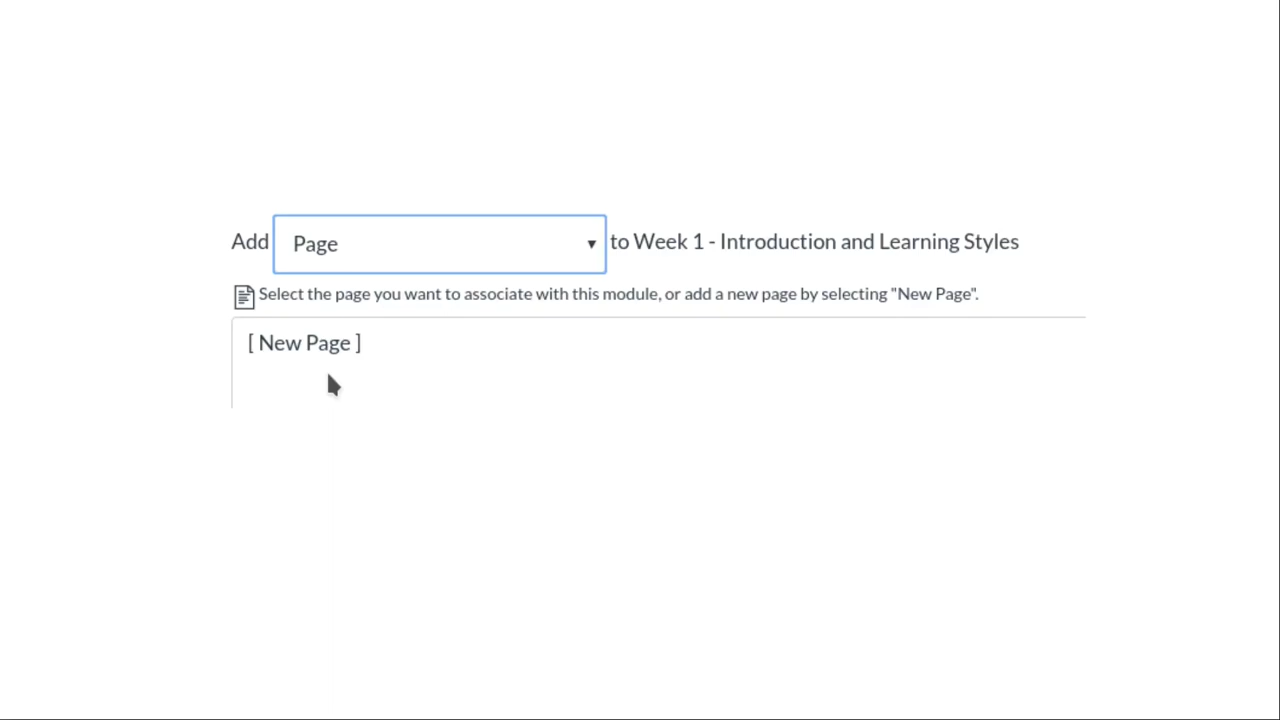 Add Page to Week 1 - Introduction and Learning Styles
Select the page you want to associate with this module, or add a new page by selecting "New Page".
[ New Page ]